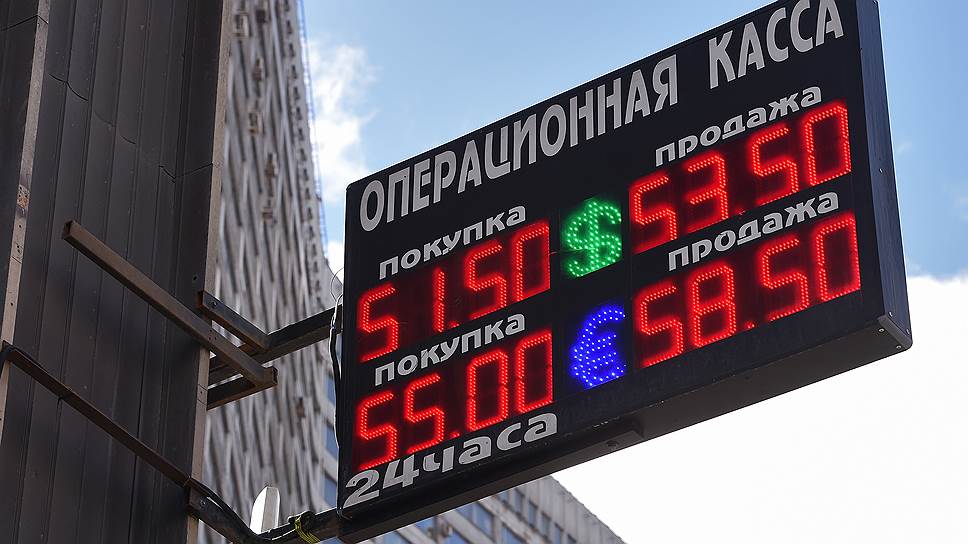 ОПЕРАЦИОННАЯ КАССА
покупка продажа
51.50 $ 53.50
покупка продажа
55.00 € 58.50
24часа